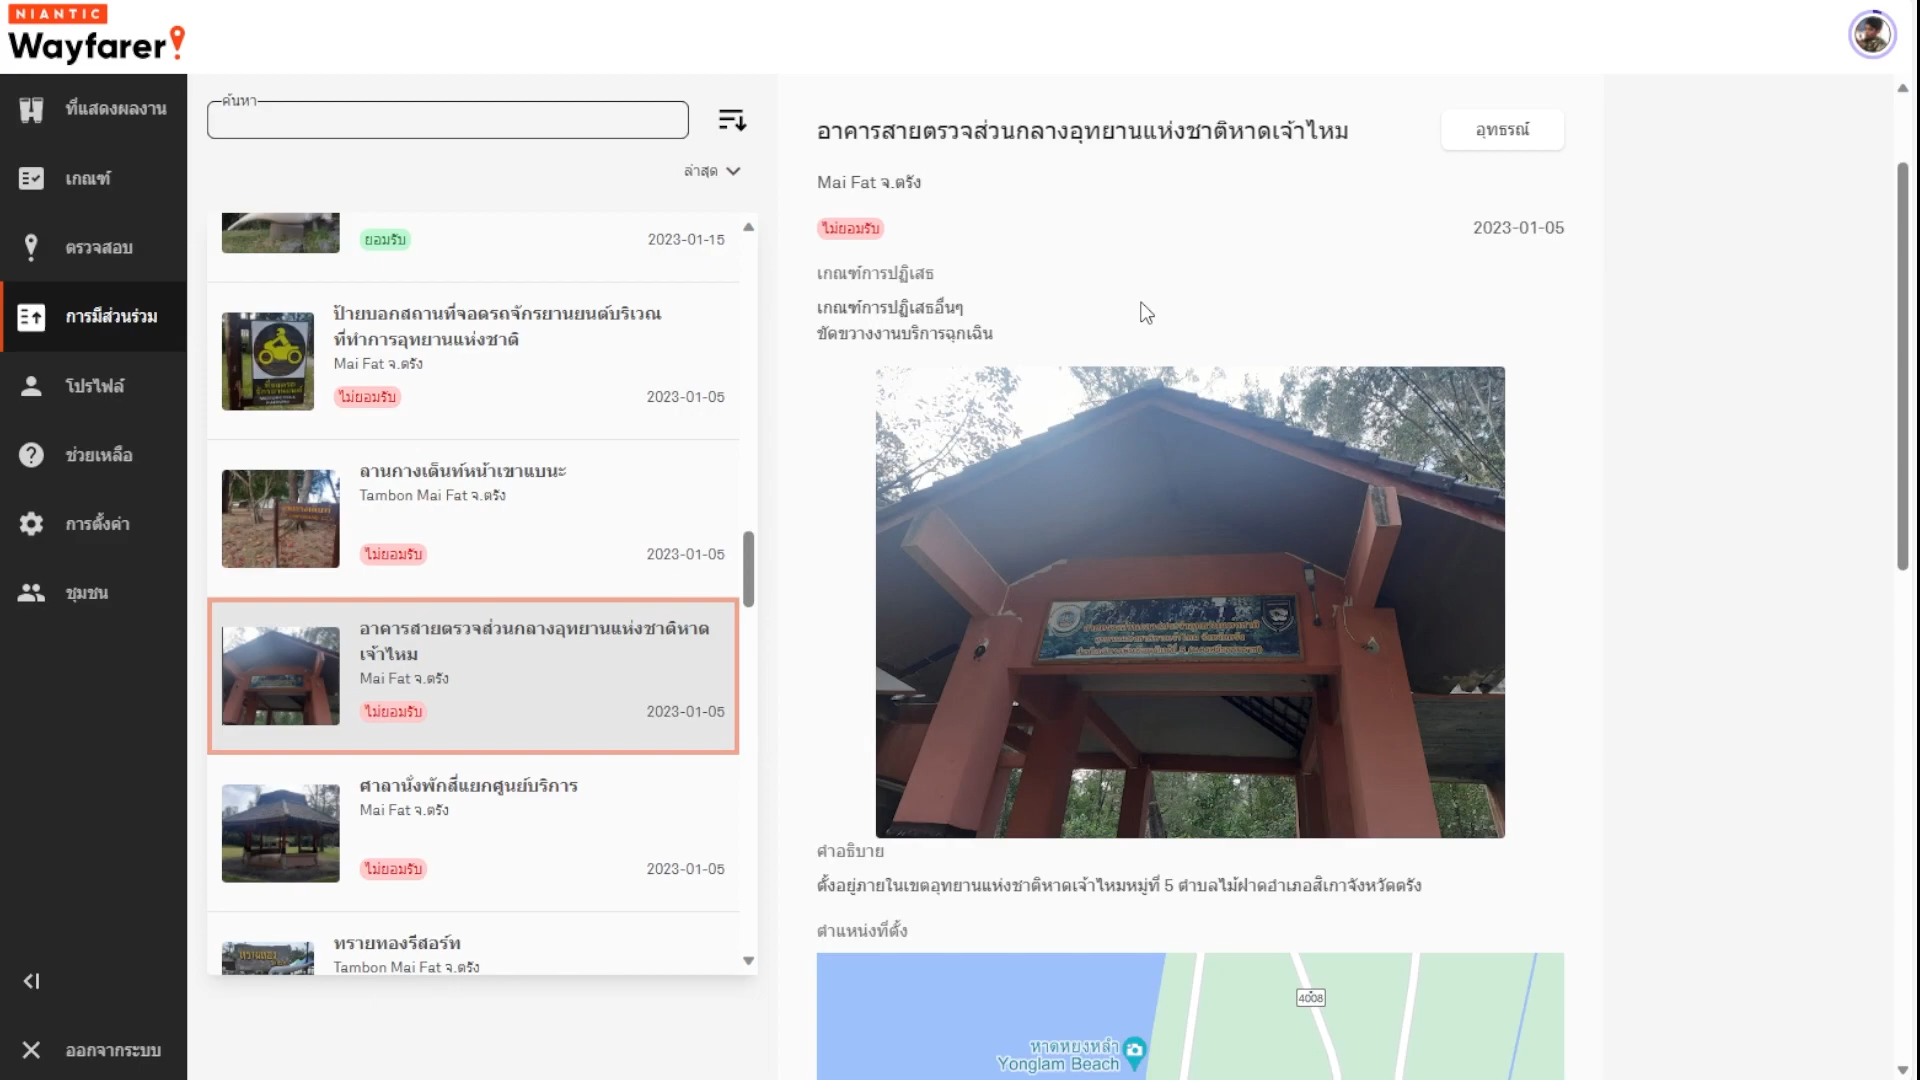 NIANTIC
Wayfarer
ที่แสดงผลงาน
เกณฑ์
ตรวจสอบ
การมีส่วนร่วม
โปรไฟล์
ช่วยเหลือ
การตั้งค่า
ชุมชน
ออกจากระบบ
ค้นหา
ล่าสุด
ยอมรับ
2023-01-15
ป้ายบอกสถานที่จอดรถจักรยานยนต์บริเวณ
ที่ทำการอุทยานแห่งชาติ
Mai Fat จ.ตรัง
ไม่ยอมรับ
2023-01-05
ลานกางเต็นท์หน้าเขาแบนะ
Tambon Mai Fat จ.ตรัง
ไม่ยอมรับ
2023-01-05
อาคารสายตรวจส่วนกลางอุทยานแห่งชาติหาด
เจ้าไหม
Mai Fat จ.ตรัง
ไม่ยอมรับ
2023-01-05
ศาลานั่งพักสี่แยกศูนย์บริการ
Mai Fat จ.ตรัง
ไม่ยอมรับ
2023-01-05
ทรายทองรีสอร์ท
Tambon Mai Fat จ.ตรัง
อาคารสายตรวจส่วนกลางอุทยานแห่งชาติหาดเจ้าไหม
อุทธรณ์
Mai Fat จ.ตรัง
ไม่ยอมรับ
2023-01-05
เกณฑ์การปฏิเสธ
เกณฑ์การปฏิเสธอื่นๆ
ขัดขวางงานบริการฉุกเฉิน
คำอธิบาย
ตั้งอยู่ภายในเขตอุทยานแห่งชาติหาดเจ้าไหมหมู่ที่ 5 ตำบลไม้ฝาดอำเภอสิเกาจังหวัดตรัง
ตำแหน่งที่ตั้ง
4008
หาดหยงหลำ
Yonglam Beach